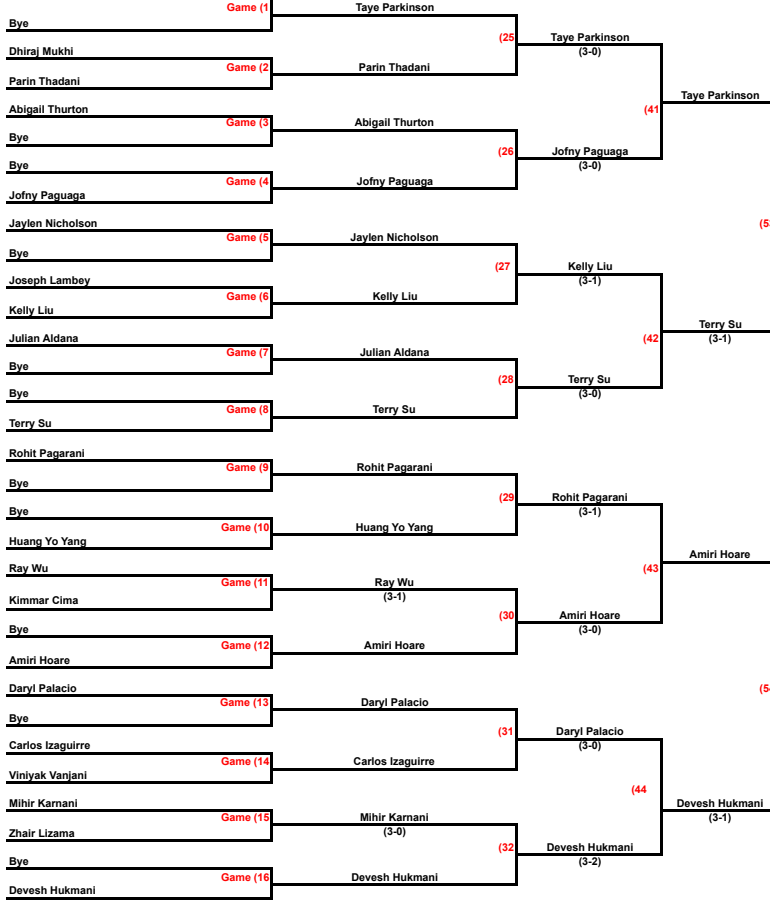 Game (1
Taye Parkinson
Bye
(25
Taye Parkinson
(3-0)
Dhiraj Mukhi
Game (2
Parin Thadani
Parin Thadani
Taye Parkinson
Abigail Thurton
(41
Game (3
Abigail Thurton
Bye
(26
Jofny Paguaga
(3-0)
Bye
Game (4
Jofny Paguaga
Jofny Paguaga
Jaylen Nicholson
(5
Game (5
Jaylen Nicholson
Bye
(27
Kelly Liu
(3-1)
Joseph Lambey
Game (6
Kelly Liu
Kelly Liu
Terry Su
(3-1)
Julian Aldana
(42
Game (7
Julian Aldana
Bye
(28
Terry Su
(3-0)
Bye
Game (8
Terry Su
Terry Su
Rohit Pagarani
Game (9
Rohit Pagarani
Bye
(29
Rohit Pagarani
(3-1)
Bye
Game (10
Huang Yo Yang
Huang Yo Yang
Amiri Hoare
Ray Wu
(43
Game (11
Ray Wu
(3-1)
Kimmar Cima
(30
Amiri Hoare
(3-0)
Bye
Game (12
Amiri Hoare
Amiri Hoare
Daryl Palacio
(5
Game (13
Daryl Palacio
Bye
(31
Daryl Palacio
(3-0)
Carlos Izaguirre
Game (14
Carlos Izaguirre
Viniyak Vanjani
(44
Devesh Hukmani
(3-1)
Mihir Karnani
Game (15
Mihir Karnani
(3-0)
Zhair Lizama
(32
Devesh Hukmani
(3-2)
Bye
Game (16
Devesh Hukmani
Devesh Hukmani